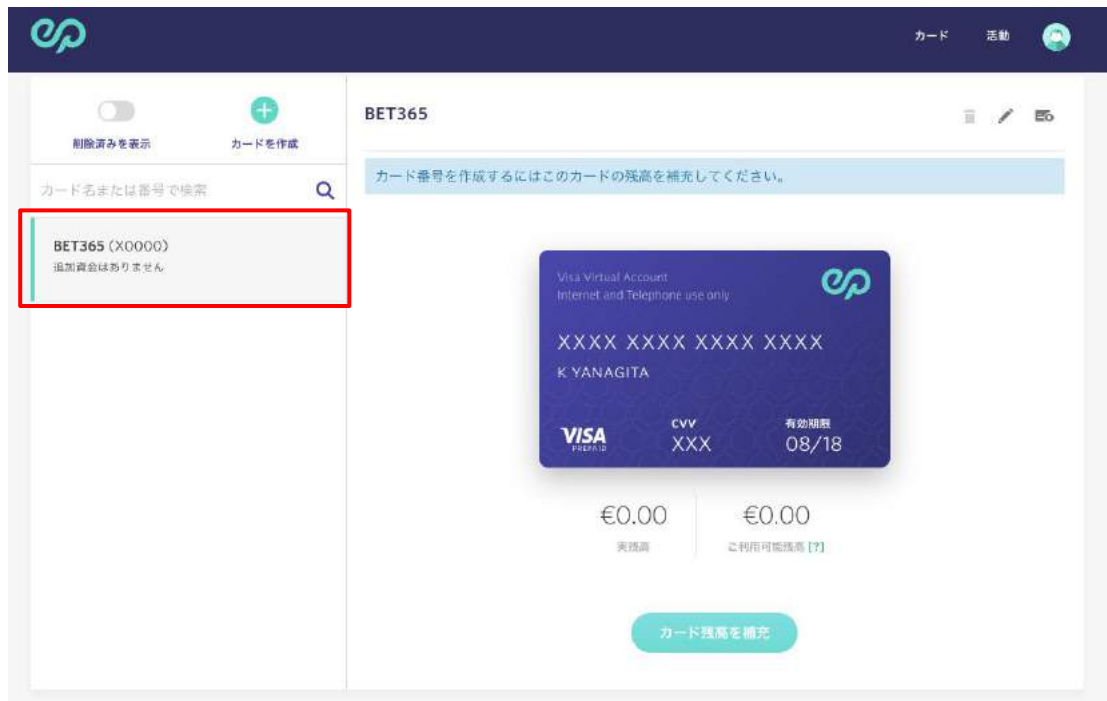 カード 活動
削除済みを表示
カードを作成
カード名または番号で検索
BET365 (X0000)
追加資金はありません
BET365
カード番号を作成するにはこのカードの残高を補充してください。
Visa Virtual Account
Internet and Telephone use only
XXXX XXXX XXXX XXXX
K YANAGITA
VISA
PREPAID
CVV
XXX
有効期限
08/18
€0.00
実残高
€0.00
ご利用可能残高 [?]
カード残高を補充